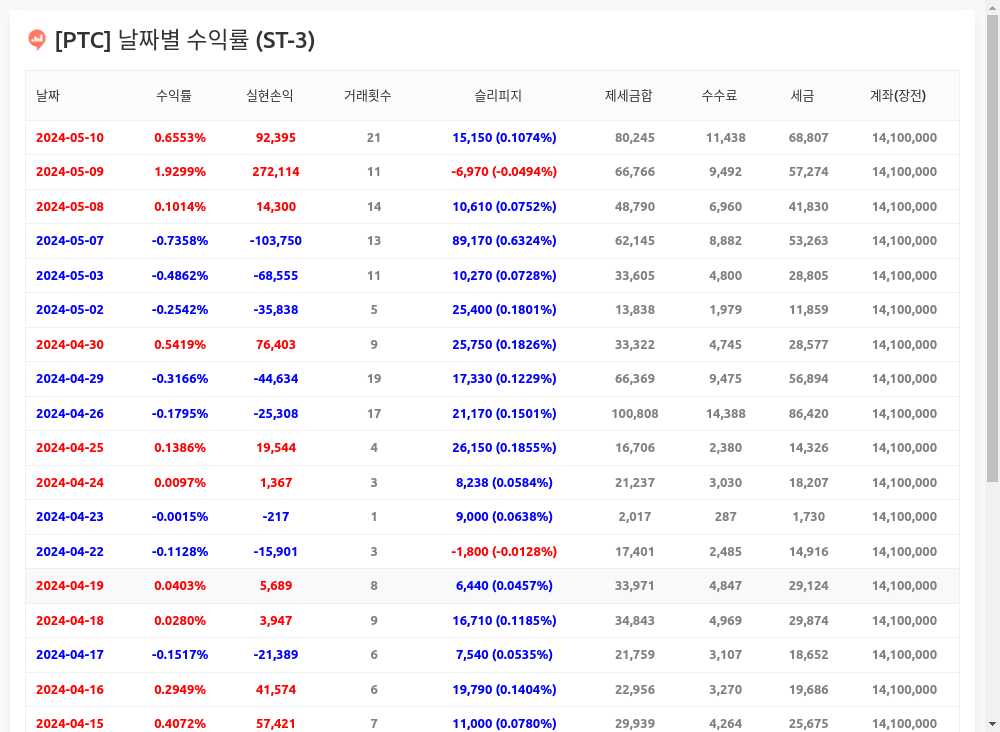 [PTC] 날짜별 수익률 (ST-3)
날짜 수익률 실현손익 거래횟수 슬리피지 제세금합 수수료 세금 계좌(장전)
2024-05-10 0.6553% 92,395 21 15,150 (0.1074%) 80,245 11,438 68,807 14,100,000
2024-05-09 1.9299% 272,114 11 -6,970 (-0.0494%) 66,766 9,492 57,274 14,100,000
2024-05-08 0.1014% 14,300 14 10,610 (0.0752%) 48,790 6,960 41,830 14,100,000
2024-05-07 -0.7358% -103,750 13 89,170 (0.6324%) 62,145 8,882 53,263 14,100,000
2024-05-03 -0.4862% -68,555 11 10,270 (0.0728%) 33,605 4,800 28,805 14,100,000
2024-05-02 -0.2542% -35,838 5 25,400 (0.1801%) 13,838 1,979 11,859 14,100,000
2024-04-30 0.5419% 76,403 9 25,750 (0.1826%) 33,322 4,745 28,577 14,100,000
2024-04-29 -0.3166% -44,634 19 17,330 (0.1229%) 66,369 9,475 56,894 14,100,000
2024-04-26 -0.1795% -25,308 17 21,170 (0.1501%) 100,808 14,388 86,420 14,100,000
2024-04-25 0.1386% 19,544 4 26,150 (0.1855%) 16,706 2,380 14,326 14,100,000
2024-04-24 0.0097% 1,367 3 8,238 (0.0584%) 21,237 3,030 18,207 14,100,000
2024-04-23 -0.0015% -217 1 9,000 (0.0638%) 2,017 287 1,730 14,100,000
2024-04-22 -0.1128% -15,901 3 -1,800 (-0.0128%) 17,401 2,485 14,916 14,100,000
2024-04-19 0.0403% 5,689 8 6,440 (0.0457%) 33,971 4,847 29,124 14,100,000
2024-04-18 0.0280% 3,947 9 16,710 (0.1185%) 34,843 4,969 29,874 14,100,000
2024-04-17 -0.1517% -21,389 6 7,540 (0.0535%) 21,759 3,107 18,652 14,100,000
2024-04-16 0.2949% 41,574 6 19,790 (0.1404%) 22,956 3,270 19,686 14,100,000
2024-04-15 0.4072% 57,421 7 11,000 (0.0780%) 29,939 4,264 25,675 14,100,000